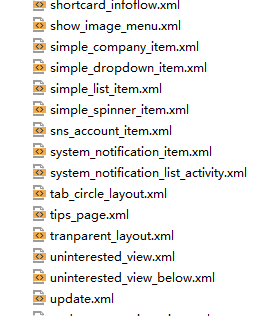 shortcard_infoflow.xml
show_image_menu.xml
simple_company_item.xml
simple_dropdown_item.xml
simple_list_item.xml
simple_spinner_item.xml
sns_account_item.xml
system_notification_item.xml
system_notification_list_activity.xml
tab_circle_layout.xml
tips_page.xml
tranparent_layout.xml
uninterested_view.xml
uninterested_view_below.xml
update.xml